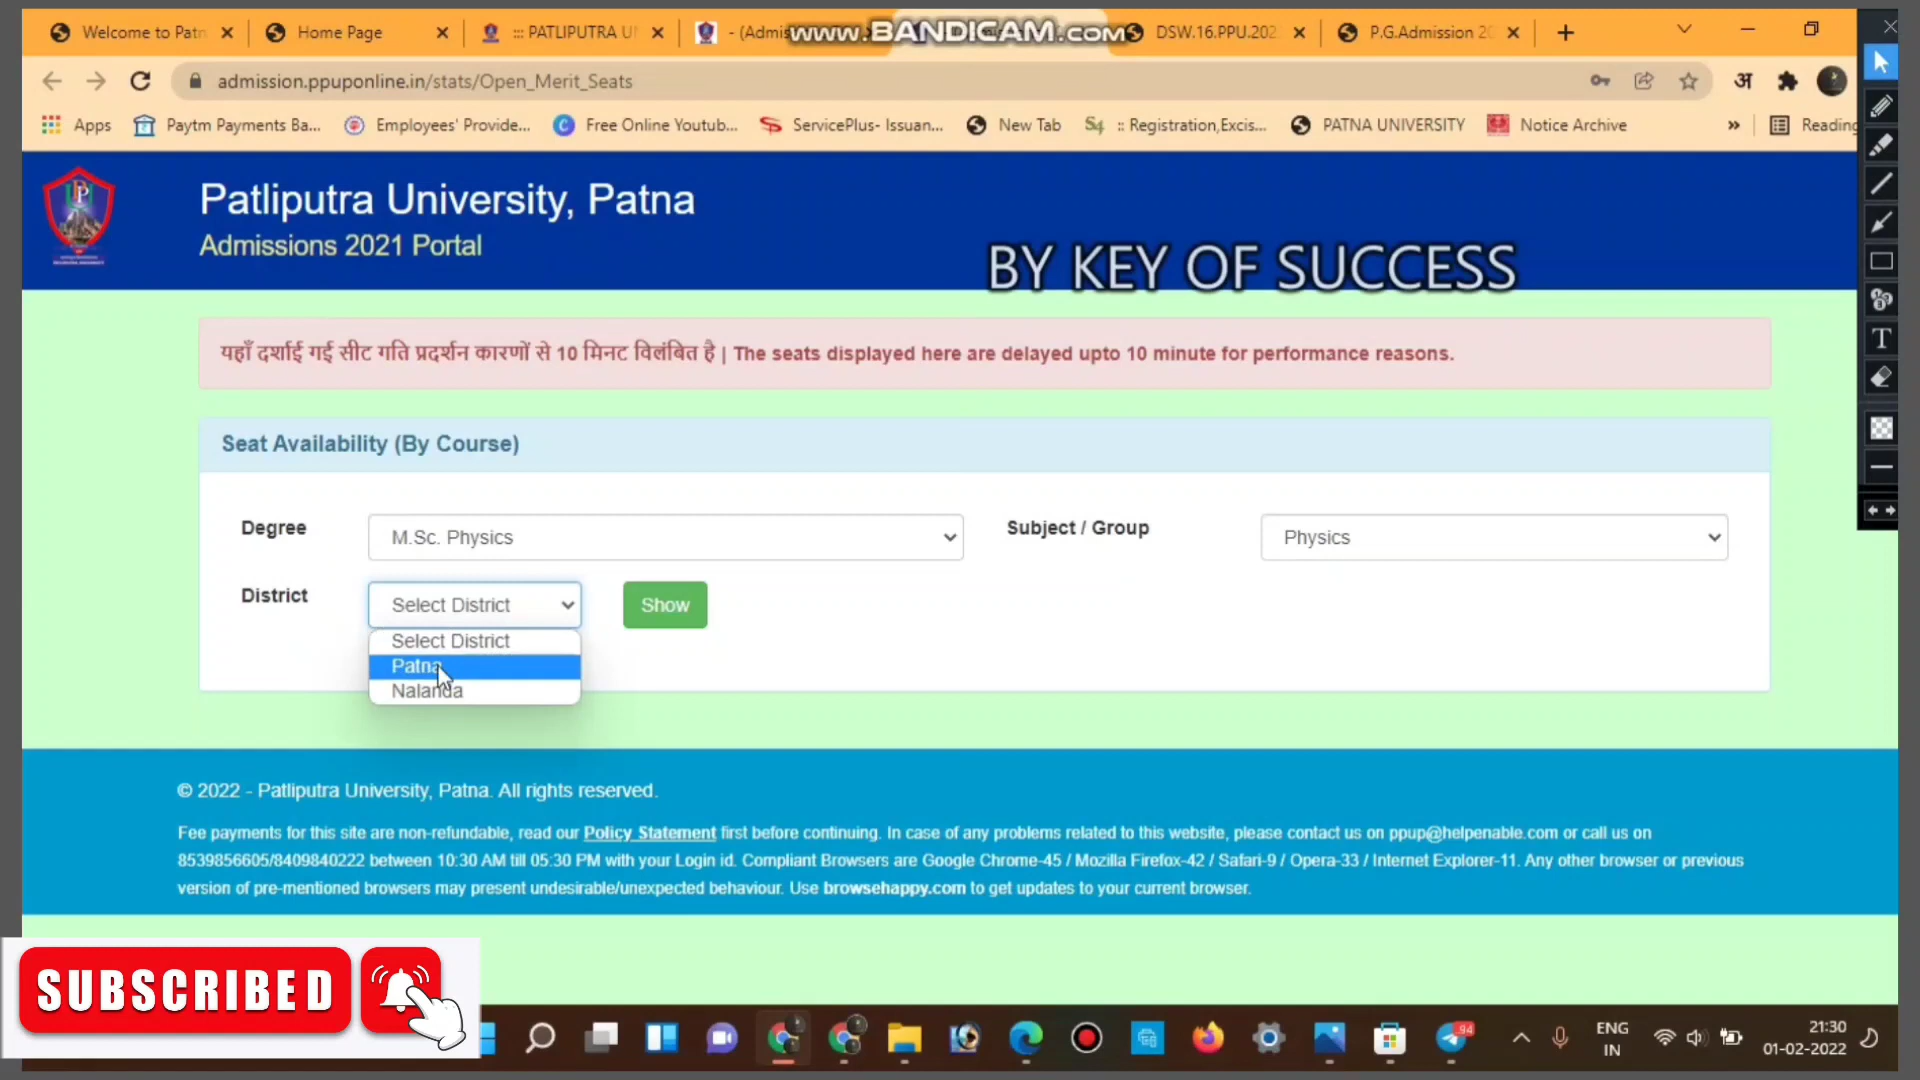 Welcome to Patn
Home Page
::: PATLIPUTRA U
- (Admis
www.BANDICAM.com
DSW.16.PPU.202
P.G.Admission 20
admission.ppuponline.in/stats/Open_Merit_Seats
अ
Apps
Paytm Payments Ba...
Employees' Provide...
Free Online Youtub...
ServicePlus- Issuan...
New Tab
:: Registration,Excis...
PATNA UNIVERSITY
Notice Archive
»
Reading
Patliputra University, Patna
Admissions 2021 Portal
BY KEY OF SUCCESS
यहाँ दर्शाई गई सीट गति प्रदर्शन कारणों से 10 मिनट विलंबित है | The seats displayed here are delayed upto 10 minute for performance reasons.
Seat Availability (By Course)
Degree
M.Sc. Physics
Subject / Group
Physics
District
Select District
Show
Select District
Patna
Nalanda
© 2022 - Patliputra University, Patna. All rights reserved.
Fee payments for this site are non-refundable, read our Policy Statement first before continuing. In case of any problems related to this website, please contact us on ppup@helpenable.com or call us on
8539856605/8409840222 between 10:30 AM till 05:30 PM with your Login id. Compliant Browsers are Google Chrome-45 / Mozilla Firefox-42 / Safari-9 / Opera-33 / Internet Explorer-11. Any other browser or previous
version of pre-mentioned browsers may present undesirable/unexpected behaviour. Use browsehappy.com to get updates to your current browser.
SUBSCRIBED
94
ENG
IN
21:30
01-02-2022